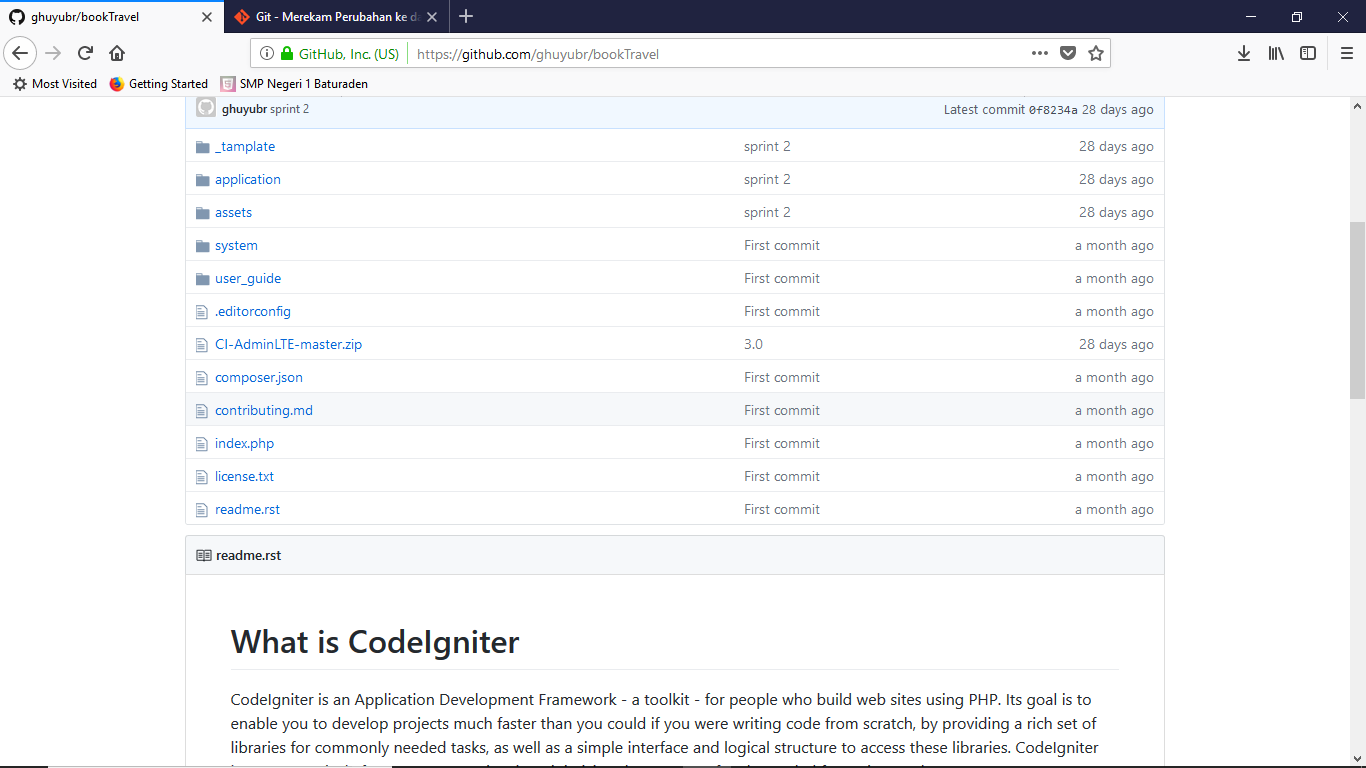 ghuyubr/bookTravel
Git - Merekam Perubahan ke da
GitHub, Inc. (US)
https://github.com/ghuyubr/bookTravel
Most Visited
Getting Started
SMP Negeri 1 Baturaden
ghuyubr sprint 2
Latest commit 0f8234a 28 days ago
_tamplate sprint 2 28 days ago
application sprint 2 28 days ago
assets sprint 2 28 days ago
system First commit a month ago
user_guide First commit a month ago
.editorconfig First commit a month ago
CI-AdminLTE-master.zip 3.0 28 days ago
composer.json First commit a month ago
contributing.md First commit a month ago
index.php First commit a month ago
license.txt First commit a month ago
readme.rst First commit a month ago
readme.rst
What is CodeIgniter
CodeIgniter is an Application Development Framework - a toolkit - for people who build web sites using PHP. Its goal is to
enable you to develop projects much faster than you could if you were writing code from scratch, by providing a rich set of
libraries for commonly needed tasks, as well as a simple interface and logical structure to access these libraries. CodeIgniter